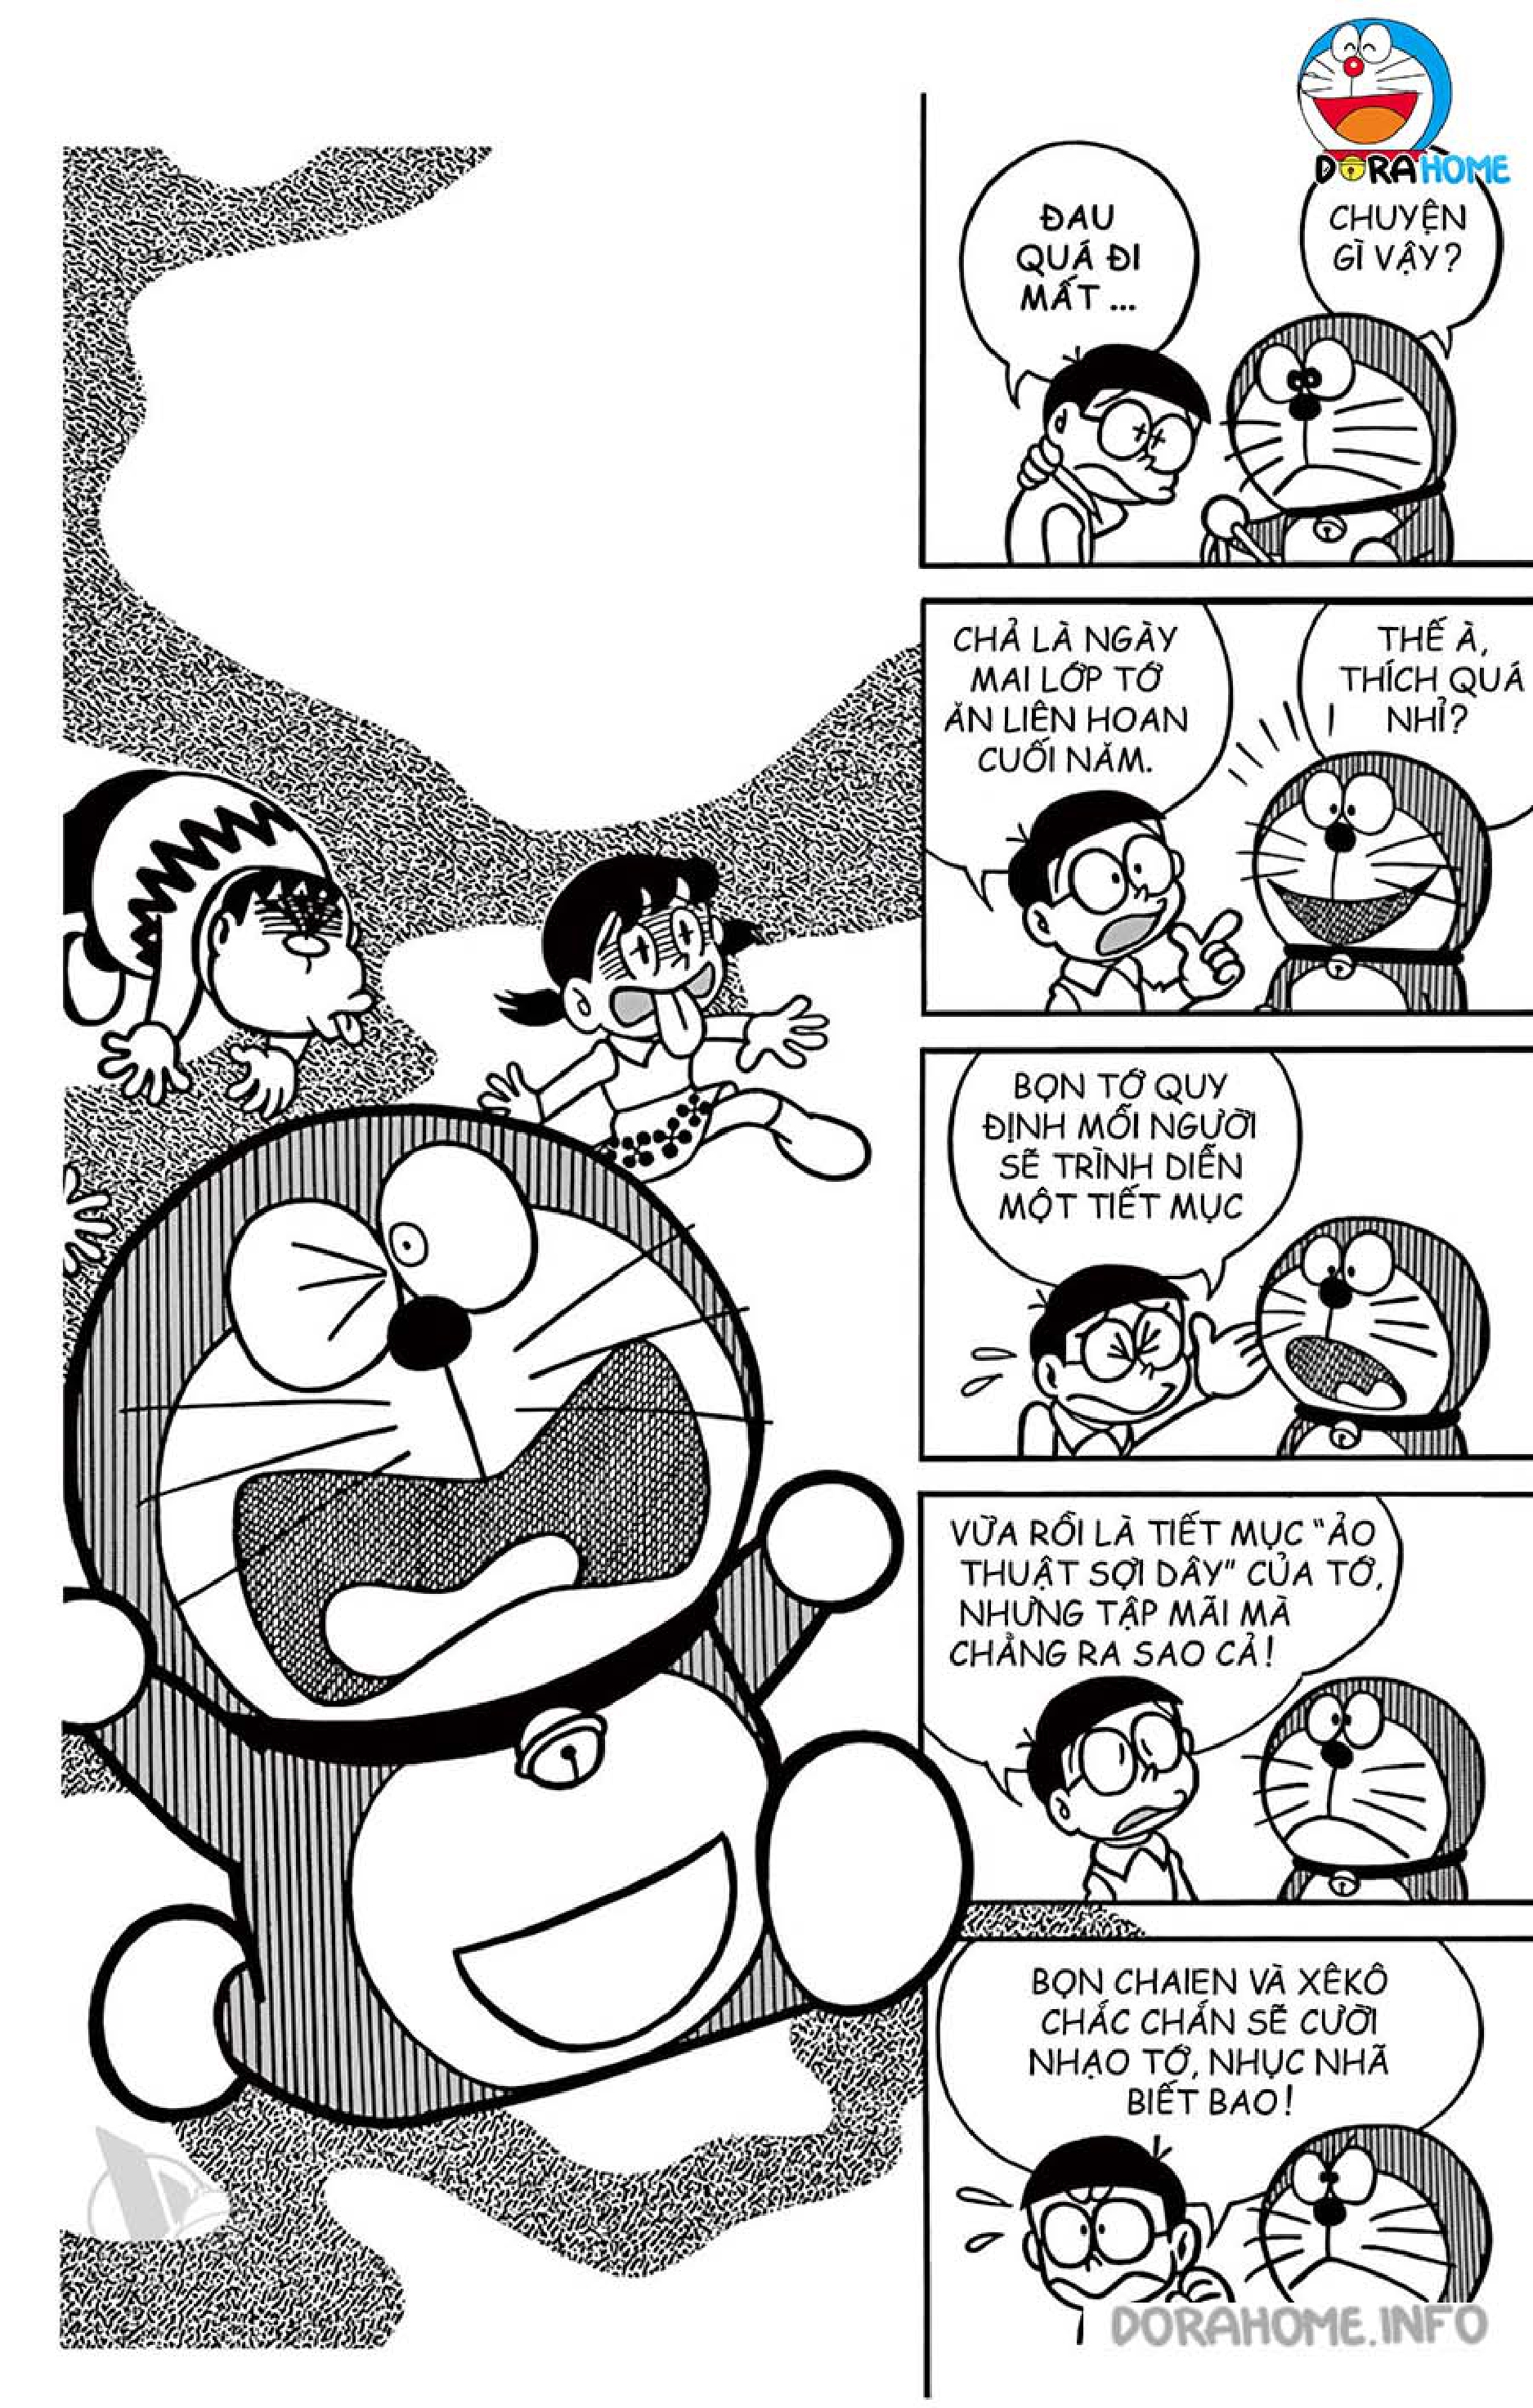 DORAHOME
ĐAU
QUÁ ĐI
MẤT ...
CHUYỆN
GÌ VẬY?
CHẢ LÀ NGÀY
MAI LỚP TỚ
ĂN LIÊN HOAN
CUỐI NĂM.
THẾ À,
THÍCH QUÁ
NHỈ?
BỌN TỚ QUY
ĐỊNH MỖI NGƯỜI
SẼ TRÌNH DIỄN
MỘT TIẾT MỤC
VỪA RỒI LÀ TIẾT MỤC "ẢO
THUẬT SỢI DÂY" CỦA TỚ,
NHƯNG TẬP MÃI MÀ
CHẲNG RA SAO CẢ!
BỌN CHAIEN VÀ XÊKÔ
CHẮC CHẮN SẼ CƯỜI
NHẠO TỚ, NHỤC NHÃ
BIẾT BAO!
DORAHOME.INFO